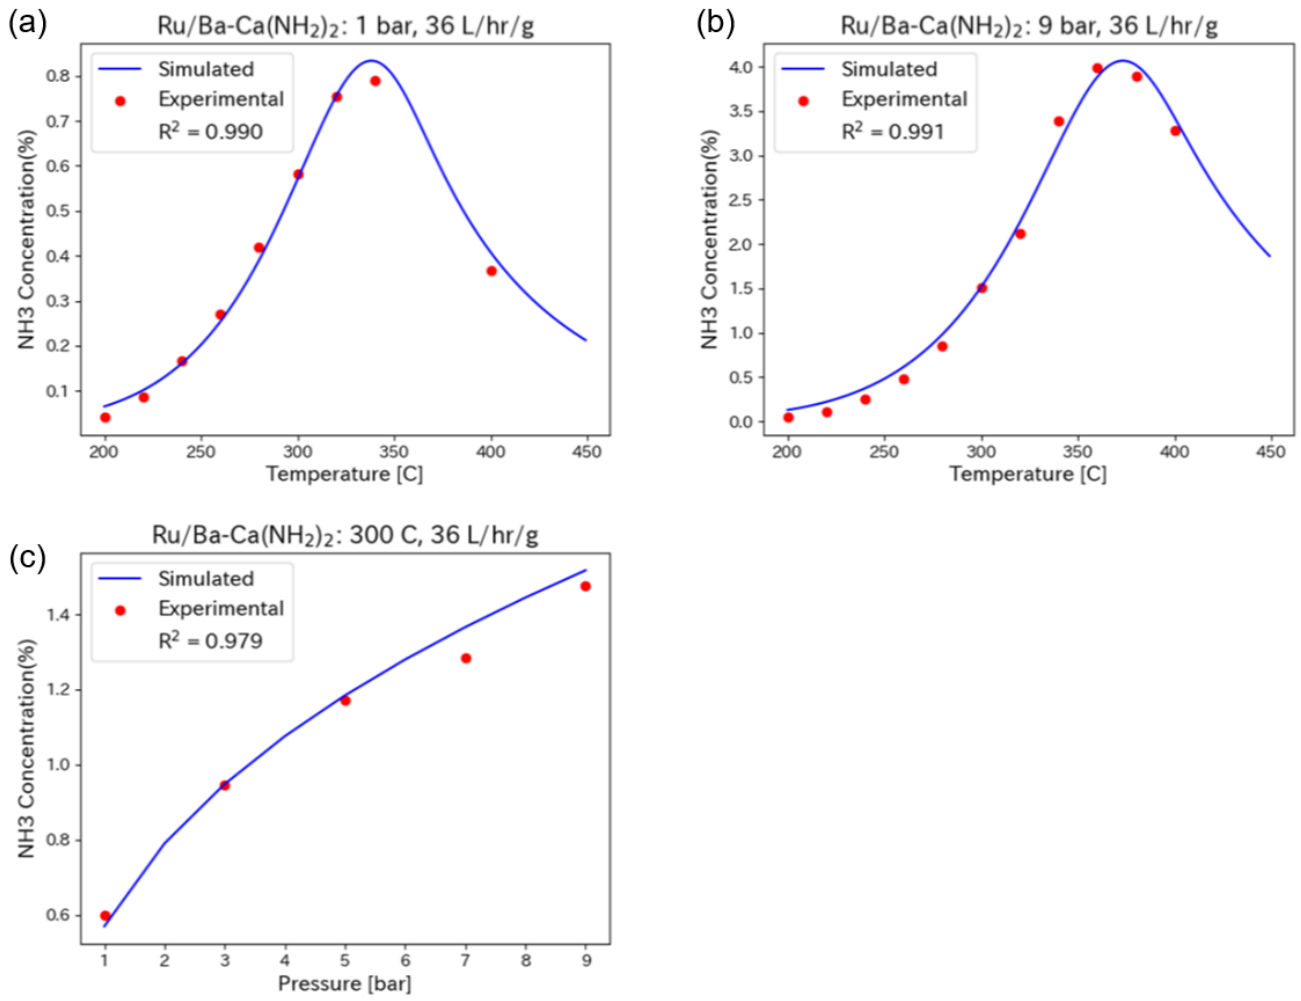 (a)
Ru/Ba-Ca(NH₂)₂: 1 bar, 36 L/hr/g
Simulated
Experimental
R² = 0.990
NH3 Concentration(%)
0.8
0.7
0.6
0.5
0.4
0.3
0.2
0.1
200 250 300 350 400 450
Temperature [C]
(b)
Ru/Ba-Ca(NH₂)₂: 9 bar, 36 L/hr/g
Simulated
Experimental
R² = 0.991
NH3 Concentration(%)
4.0
3.5
3.0
2.5
2.0
1.5
1.0
0.5
0.0
200 250 300 350 400 450
Temperature [C]
(c)
Ru/Ba-Ca(NH₂)₂: 300 C, 36 L/hr/g
Simulated
Experimental
R² = 0.979
NH3 Concentration(%)
1.4
1.2
1.0
0.8
0.6
1 2 3 4 5 6 7 8 9
Pressure [bar]